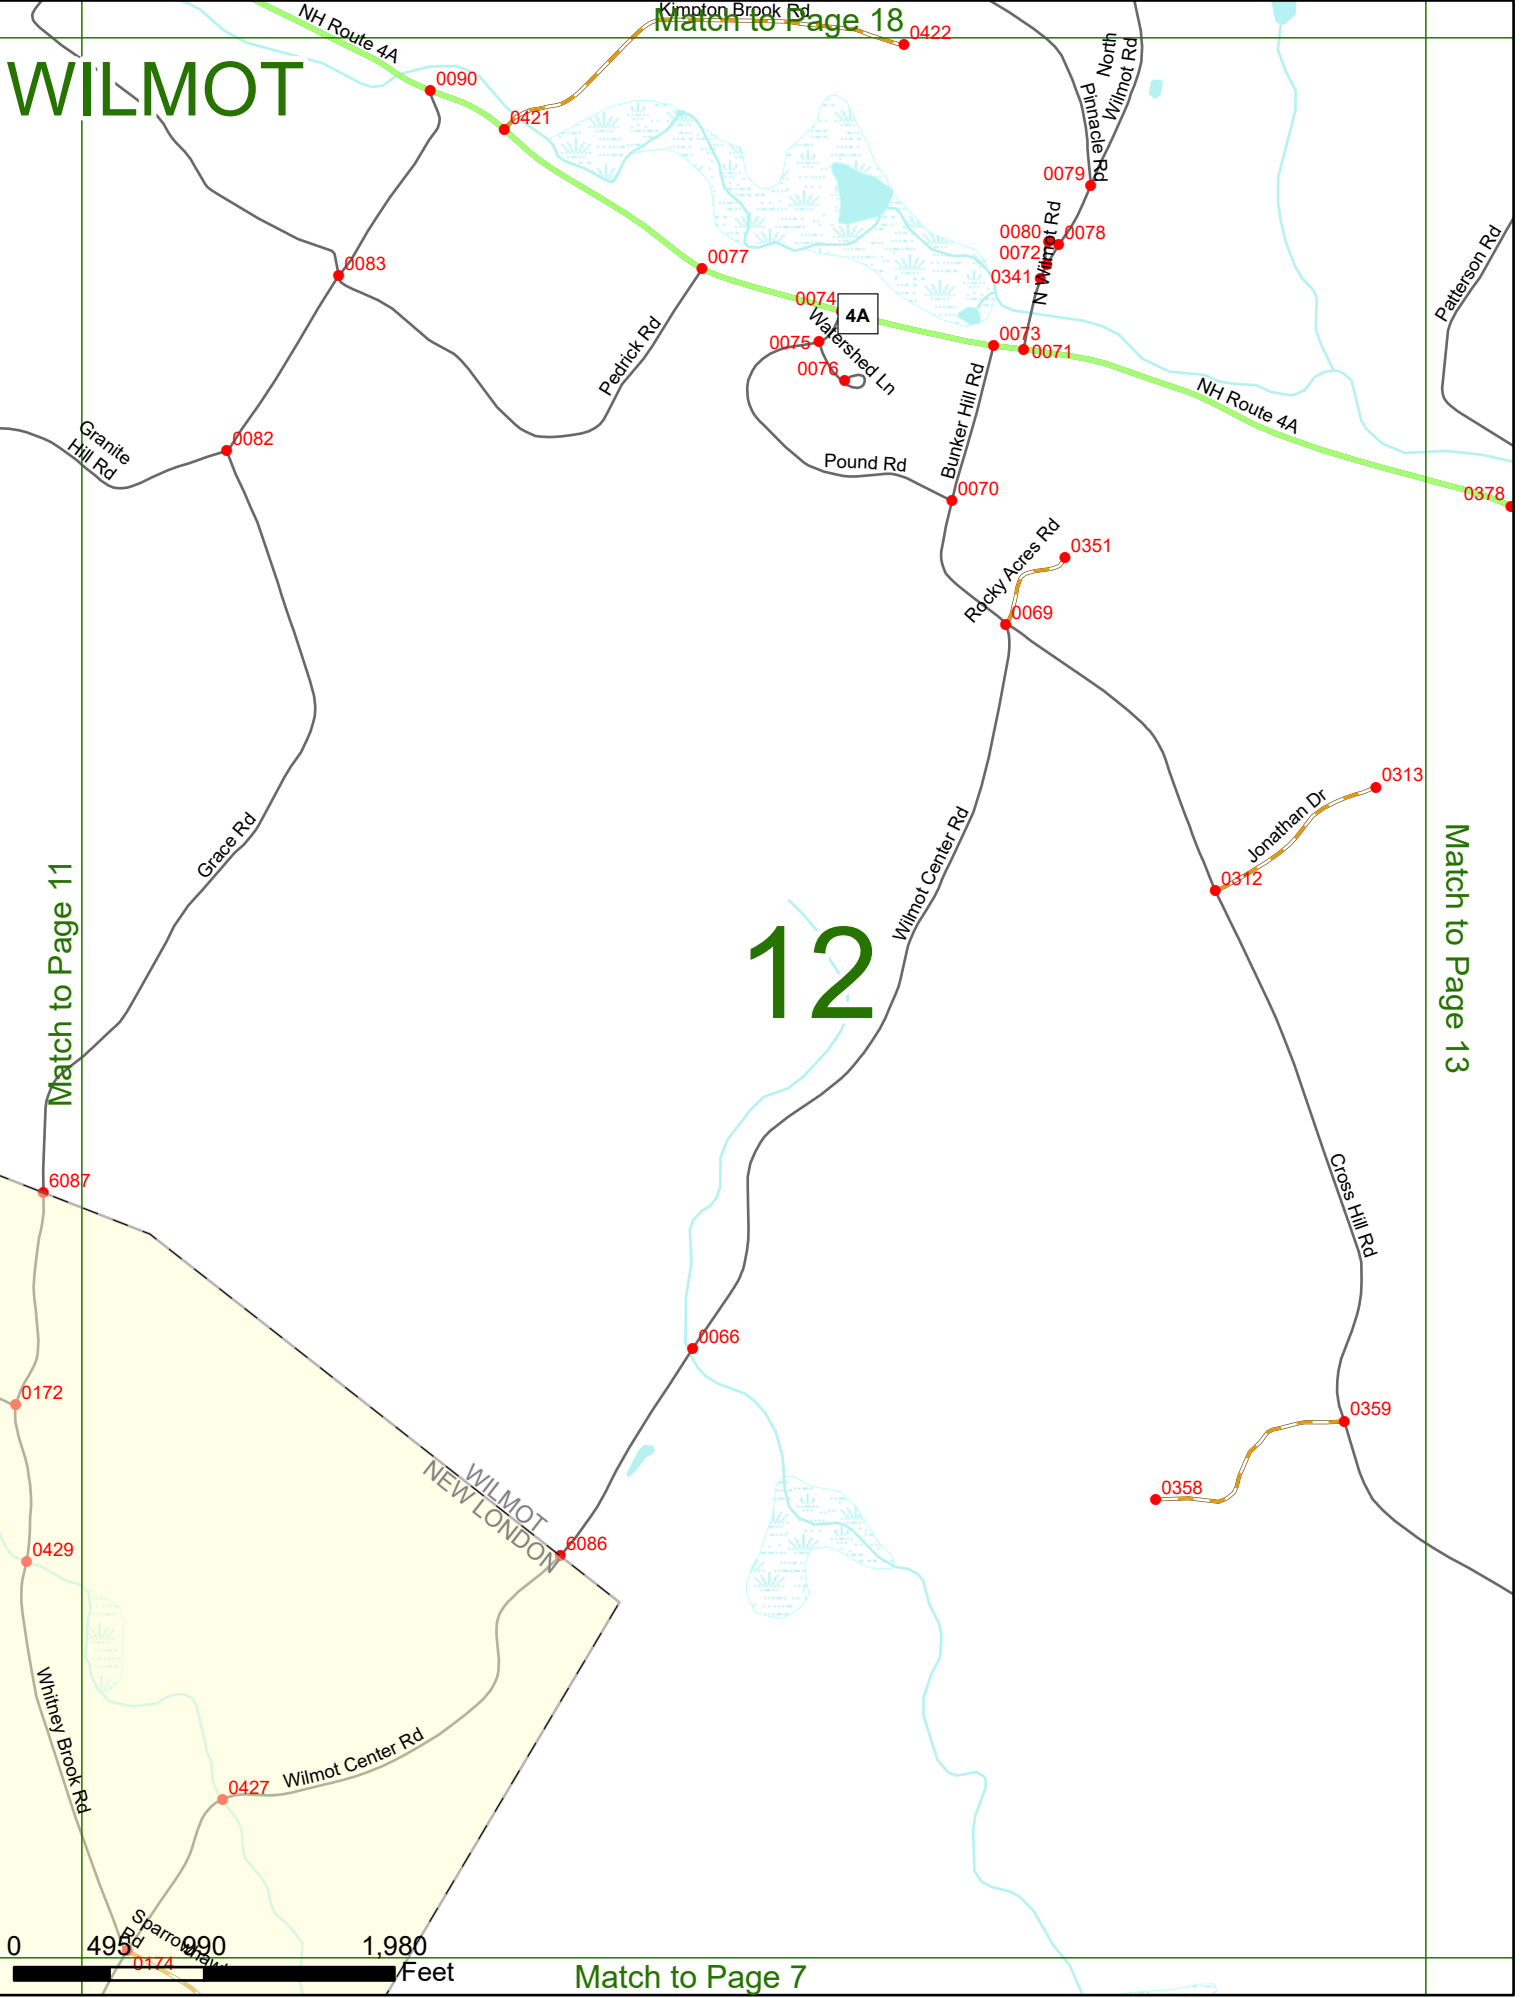 Kimpton Brook Rd
Match to Page 18
NH Route 4A
0422
North
Wilmot Rd
WILMOT
0090
0421
Pinnacle Rd
0079
N Wilmot Rd
0080
0078
0072
0341
Patterson Rd
0083
0077
0074
4A
Watershed Ln
0075
0076
0073
0071
Pedrick Rd
Bunker Hill Rd
NH Route 4A
Granite
Hill Rd
0082
Pound Rd
0070
0378
Rocky Acres Rd
0351
0069
0313
Jonathan Dr
0312
Grace Rd
Wilmot Center Rd
Match to Page 11
12
Match to Page 13
6087
Cross Hill Rd
0066
0172
0359
WILMOT
NEW LONDON
0358
6086
0429
Whitney Brook Rd
Wilmot Center Rd
0427
Rd
0174
0 495 990 1,980
Feet
Match to Page 7